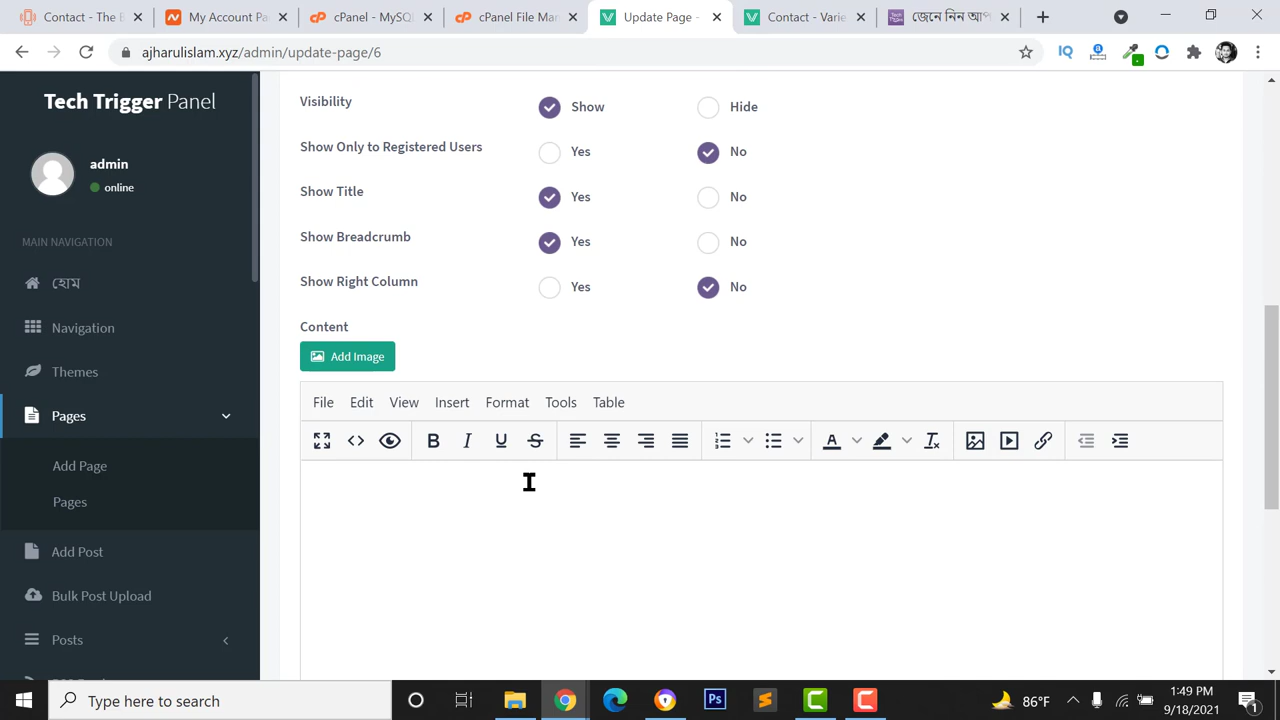 Contact - The B
My Account Pa
cPanel - MySQ
cPanel File Mar
Update Page -
Contact - Varie
জেনে নিন আপ
ajharulislam.xyz/admin/update-page/6
Tech Trigger Panel
admin
online
MAIN NAVIGATION
হোম
Navigation
Themes
Pages
Add Page
Pages
Add Post
Bulk Post Upload
Posts
Visibility Show Hide
Show Only to Registered Users Yes No
Show Title Yes No
Show Breadcrumb Yes No
Show Right Column Yes No
Content
Add Image
File Edit View Insert Format Tools Table
Type here to search
86°F
1:49 PM
9/18/2021
1